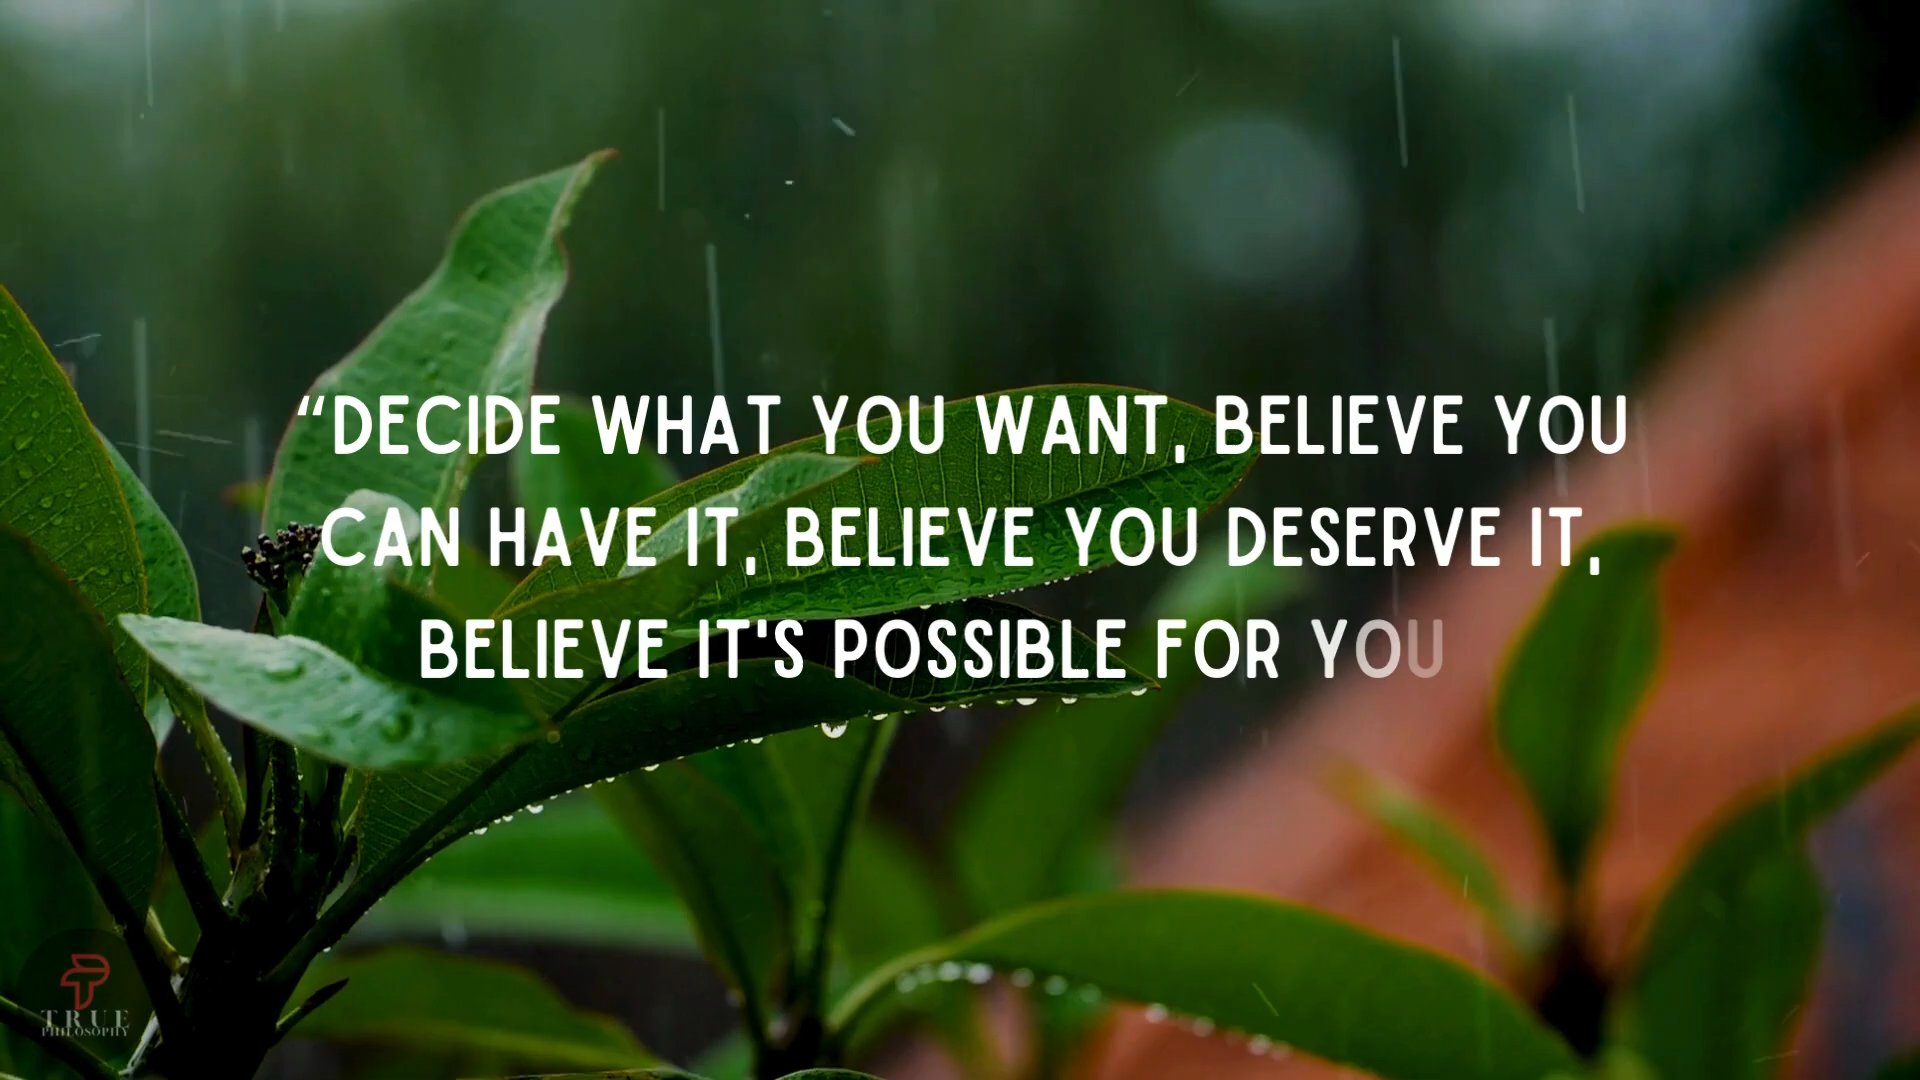 “DECIDE WHAT YOU WANT, BELIEVE YOU
CAN HAVE IT, BELIEVE YOU DESERVE IT,
BELIEVE IT'S POSSIBLE FOR YOU
TRUE
PHILOSOPHY